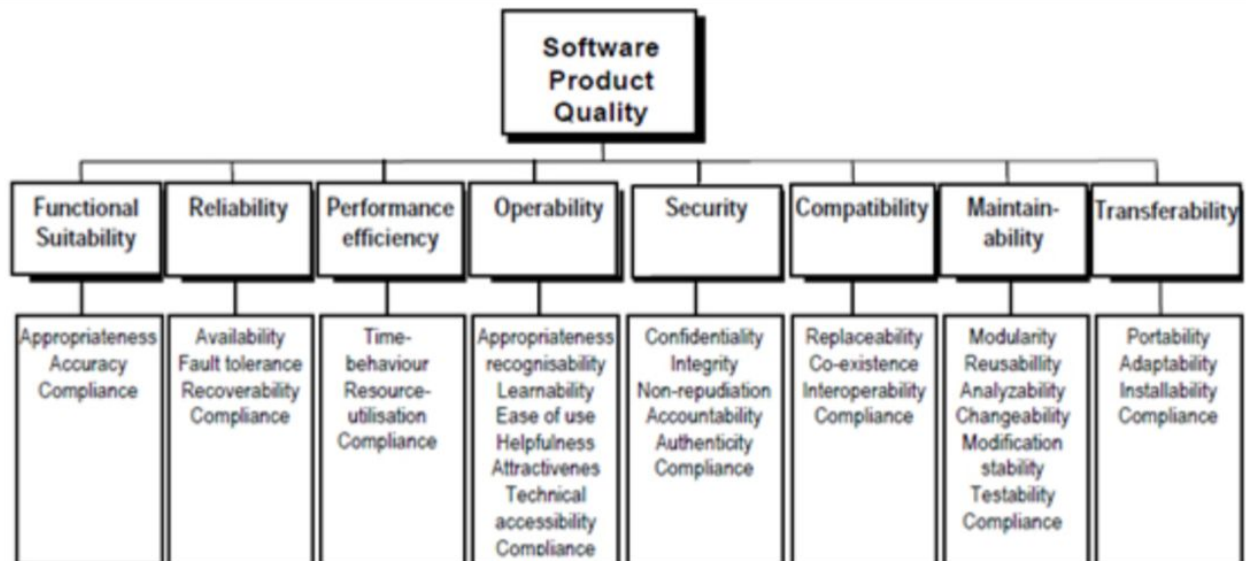 Software
Product
Quality
Functional
Suitability
Reliability
Performance
efficiency
Operability
Security
Compatibility
Maintain-
ability
Transferability
Appropriateness
Accuracy
Compliance
Availability
Fault tolerance
Recoverability
Compliance
Time-
behaviour
Resource-
utilisation
Compliance
Appropriateness
recognisability
Learnability
Ease of use
Helpfulness
Attractivenes
Technical
accessibility
Compliance
Confidentiality
Integrity
Non-repudiation
Accountability
Authenticity
Compliance
Replaceability
Co-existence
Interoperability
Compliance
Modularity
Reusabillity
Analyzability
Changeability
Modification
stability
Testability
Compliance
Portability
Adaptability
Installability
Compliance